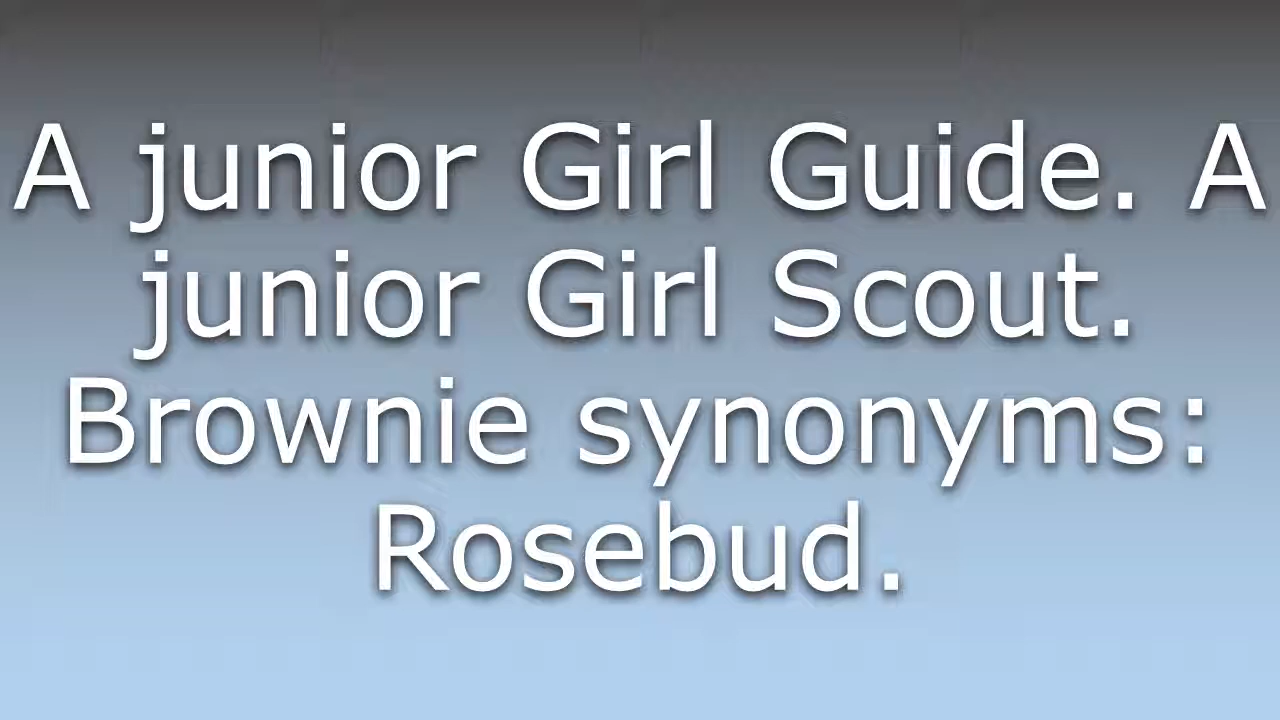 A junior Girl Guide. A
junior Girl Scout.
Brownie synonyms:
Rosebud.